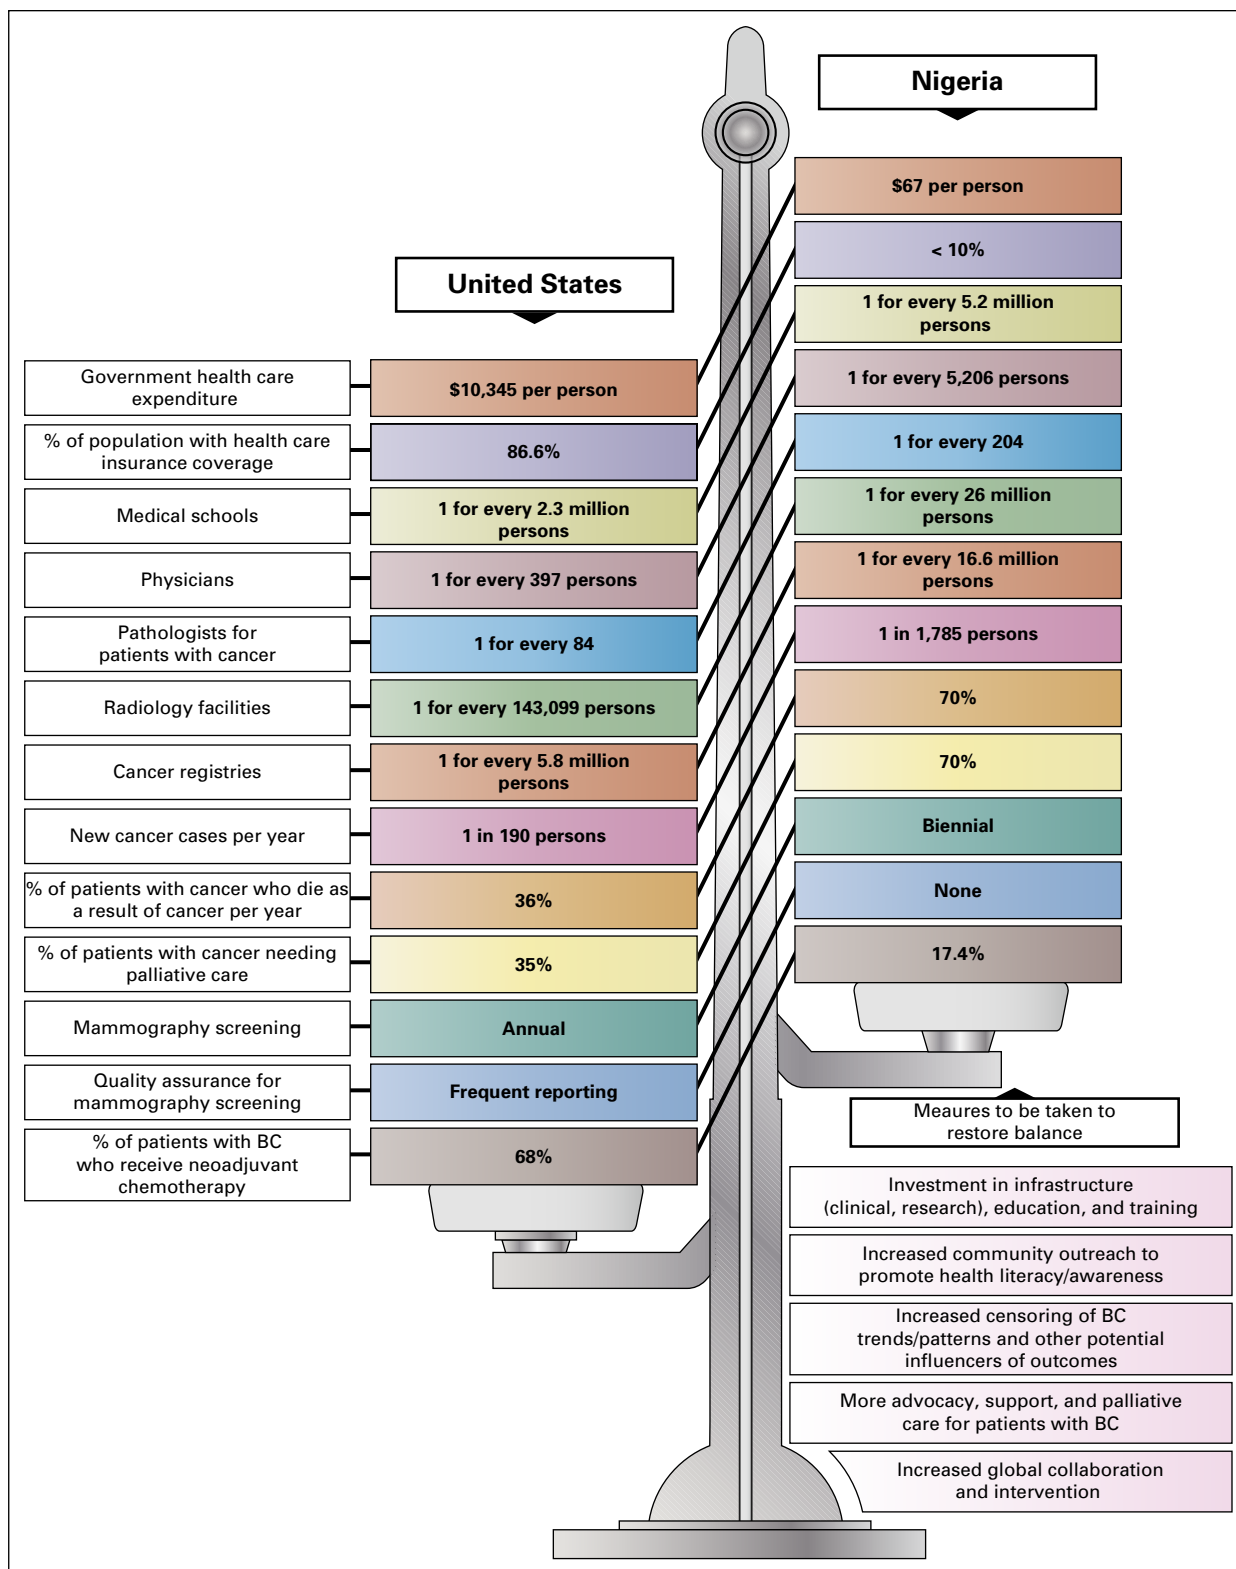 Nigeria
$67 per person
< 10%
1 for every 5.2 million
persons
1 for every 5,206 persons
1 for every 204
1 for every 26 million
persons
1 for every 16.6 million
persons
1 in 1,785 persons
70%
70%
Biennial
None
17.4%
United States
Government health care
expenditure
$10,345 per person
% of population with health care
insurance coverage
86.6%
Medical schools
1 for every 2.3 million
persons
Physicians
1 for every 397 persons
Pathologists for
patients with cancer
1 for every 84
Radiology facilities
1 for every 143,099 persons
Cancer registries
1 for every 5.8 million
persons
New cancer cases per year
1 in 190 persons
% of patients with cancer who die as
a result of cancer per year
36%
% of patients with cancer needing
palliative care
35%
Mammography screening
Annual
Quality assurance for
mammography screening
Frequent reporting
% of patients with BC
who receive neoadjuvant
chemotherapy
68%
Meaures to be taken to
restore balance
Investment in infrastructure
(clinical, research), education, and training
Increased community outreach to
promote health literacy/awareness
Increased censoring of BC
trends/patterns and other potential
influencers of outcomes
More advocacy, support, and palliative
care for patients with BC
Increased global collaboration
and intervention